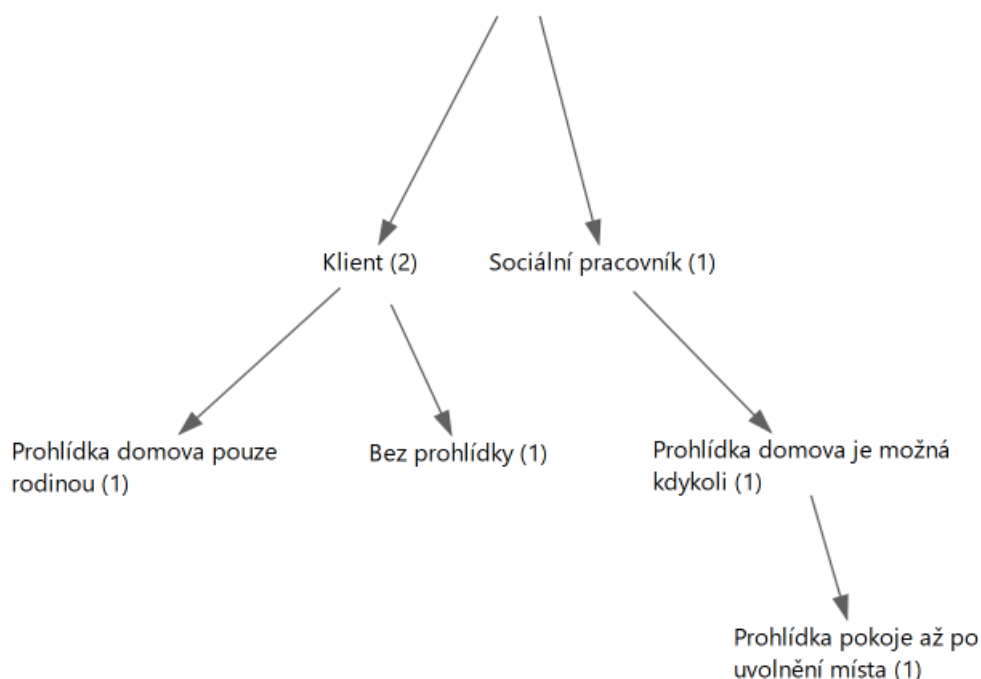 Klient (2)
Sociální pracovník (1)
Prohlídka domova pouze
rodinou (1)
Bez prohlídky (1)
Prohlídka domova je možná
kdykoli (1)
Prohlídka pokoje až po
uvolnění místa (1)